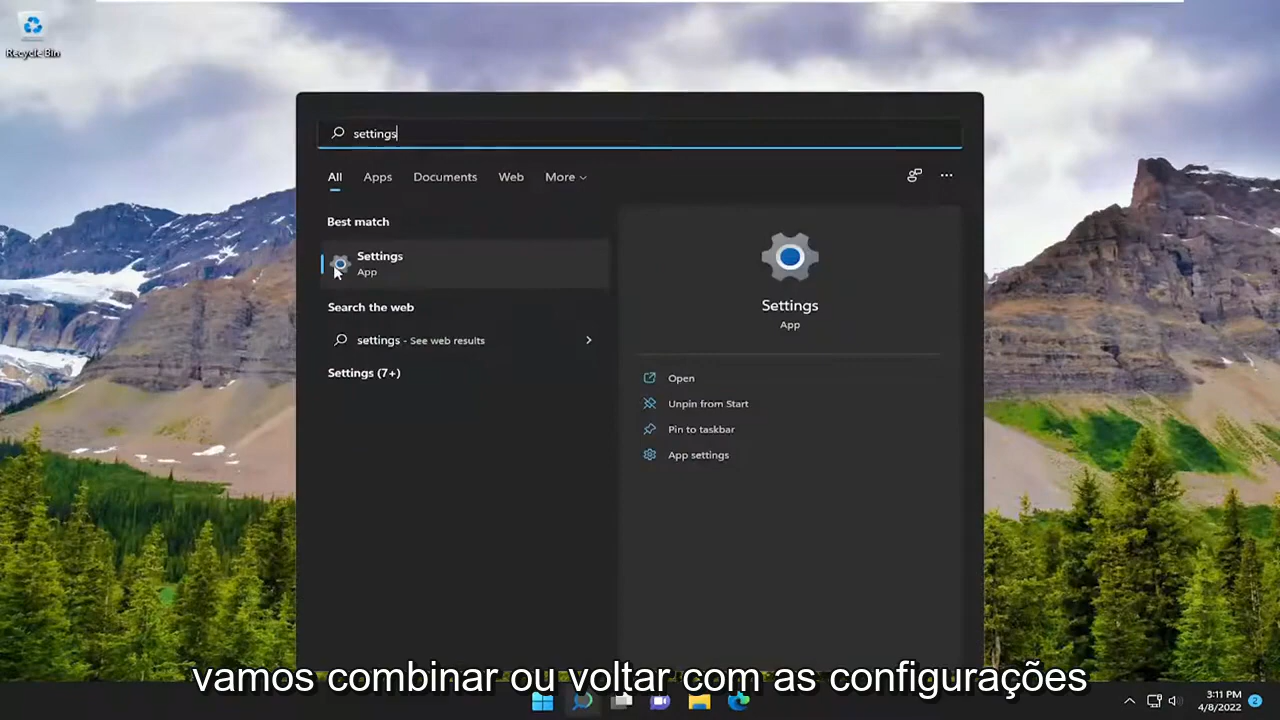 Recycle Bin
settings
All Apps Documents Web More
Best match
Settings
App
Search the web
settings - See web results
Settings (7+)
Settings
App
Open
Unpin from Start
Pin to taskbar
App settings
vamos combinar ou voltar com as configurações
3:11 PM
4/8/2022
2